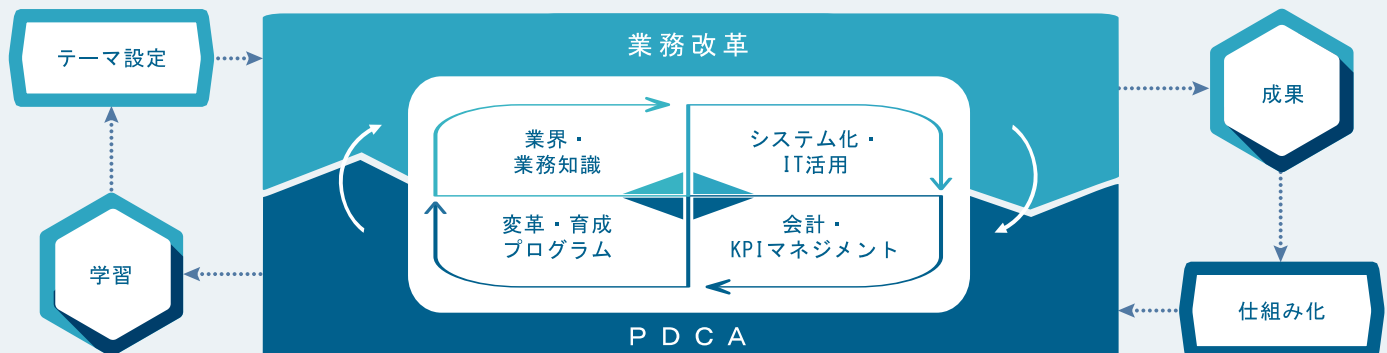 テーマ設定
業務改革
成果
業界・
業務知識
システム化・
IT活用
変革・育成
プログラム
会計・
KPIマネジメント
学習
仕組み化
PDCA